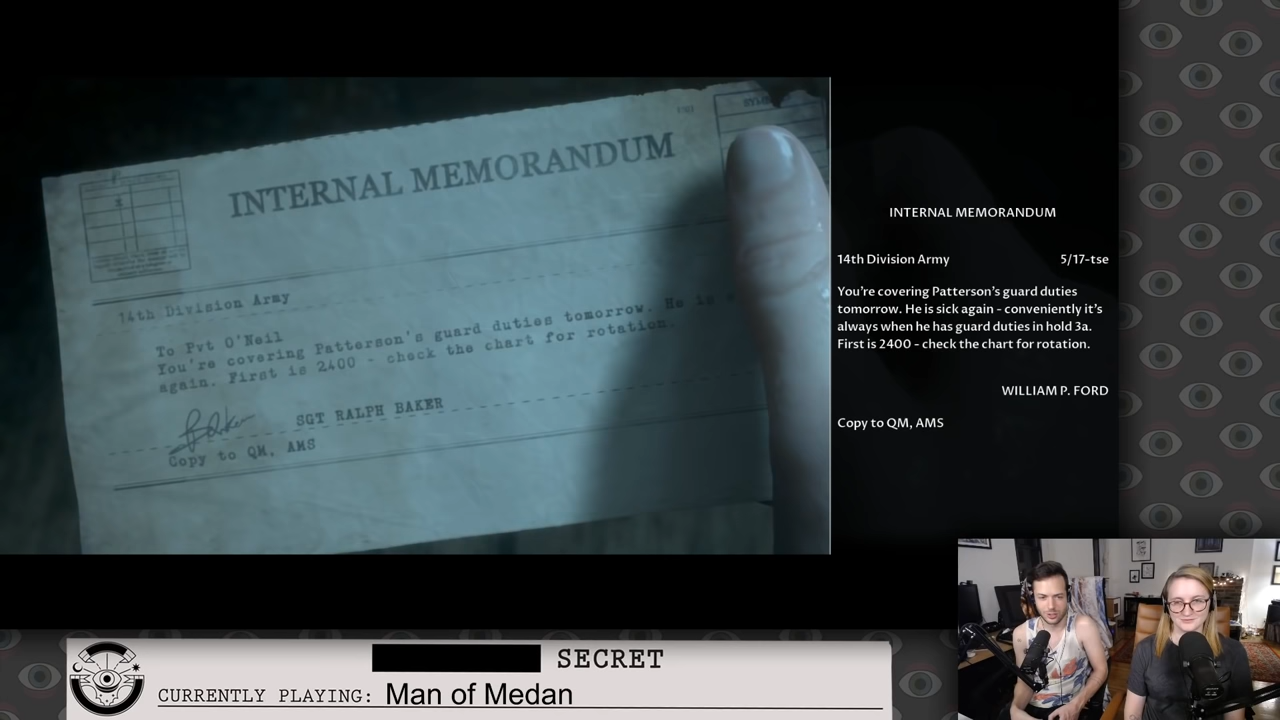 INTERNAL MEMORANDUM
14th Division Army
To Pvt O'Neil
You're covering Patterson's guard duties tomorrow. He is
again. First is 2400 - check the chart for rotation.
SGT RALPH BAKER
Copy to QM, AMS
INTERNAL MEMORANDUM
14th Division Army 5/17-tse
You're covering Patterson's guard duties
tomorrow. He is sick again - conveniently it's
always when he has guard duties in hold 3a.
First is 2400 - check the chart for rotation.
WILLIAM P. FORD
Copy to QM, AMS
SECRET
CURRENTLY PLAYING: Man of Medan